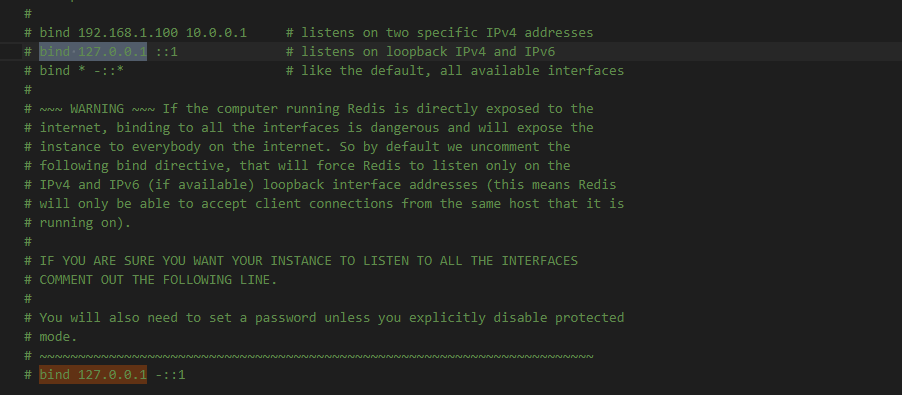 #
# bind 192.168.1.100 10.0.0.1     # listens on two specific IPv4 addresses
# bind 127.0.0.1 ::1              # listens on loopback IPv4 and IPv6
# bind * -::*                     # like the default, all available interfaces
#
# ~~~ WARNING ~~~ If the computer running Redis is directly exposed to the
# internet, binding to all the interfaces is dangerous and will expose the
# instance to everybody on the internet. So by default we uncomment the
# following bind directive, that will force Redis to listen only on the
# IPv4 and IPv6 (if available) loopback interface addresses (this means Redis
# will only be able to accept client connections from the same host that it is
# running on).
#
# IF YOU ARE SURE YOU WANT YOUR INSTANCE TO LISTEN TO ALL THE INTERFACES
# COMMENT OUT THE FOLLOWING LINE.
#
# You will also need to set a password unless you explicitly disable protected
# mode.
# ~~~~~~~~~~~~~~~~~~~~~~~~~~~~~~~~~~~~~~~~~~~~~~~~~~~~~~~~~~~~~~~~~~~~~~~~
# bind 127.0.0.1 -::1